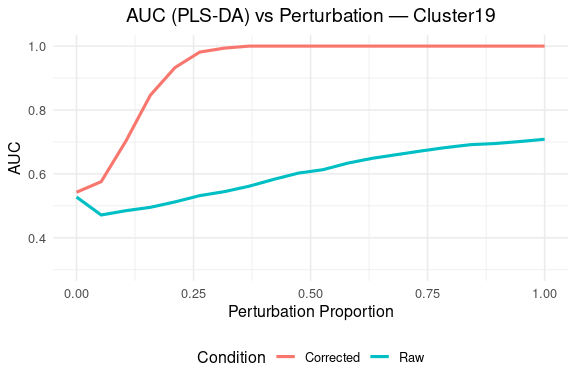 AUC (PLS-DA) vs Perturbation — Cluster19
1.0
0.8
0.6
0.4
AUC
0.00 0.25 0.50 0.75 1.00
Perturbation Proportion
Condition Corrected Raw